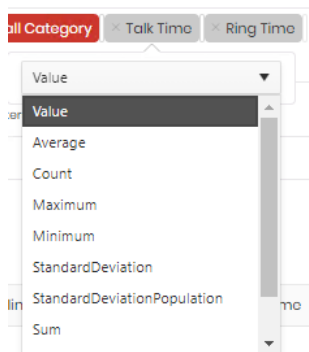 all Category × Talk Time × Ring Time
Value
Value
Average
Count
Maximum
Minimum
StandardDeviation
StandardDeviationPopulation
Sum